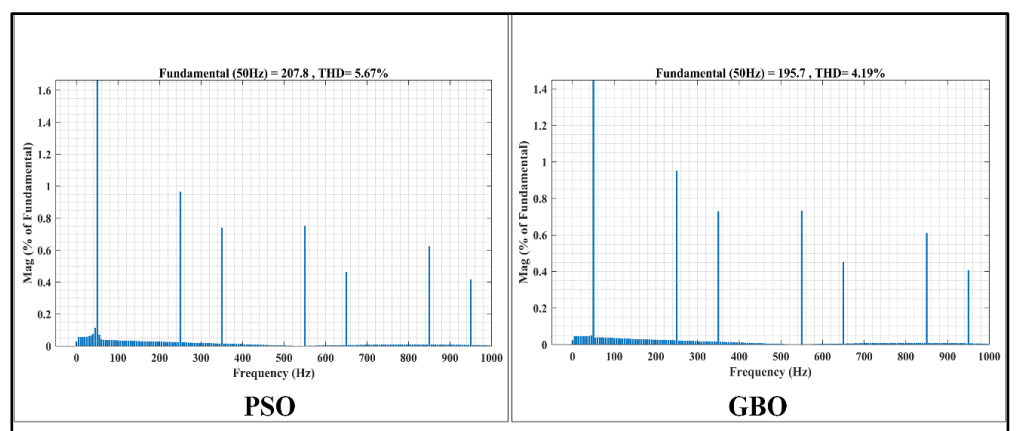 Fundamental (50Hz) = 207.8 , THD= 5.67%
Mag (% of Fundamental)
1.6
1.4
1.2
1
0.8
0.6
0.4
0.2
0
0 100 200 300 400 500 600 700 800 900 1000
Frequency (Hz)
PSO
Fundamental (50Hz) = 195.7 , THD= 4.19%
Mag (% of Fundamental)
1.4
1.2
1
0.8
0.6
0.4
0.2
0
0 100 200 300 400 500 600 700 800 900 1000
Frequency (Hz)
GBO